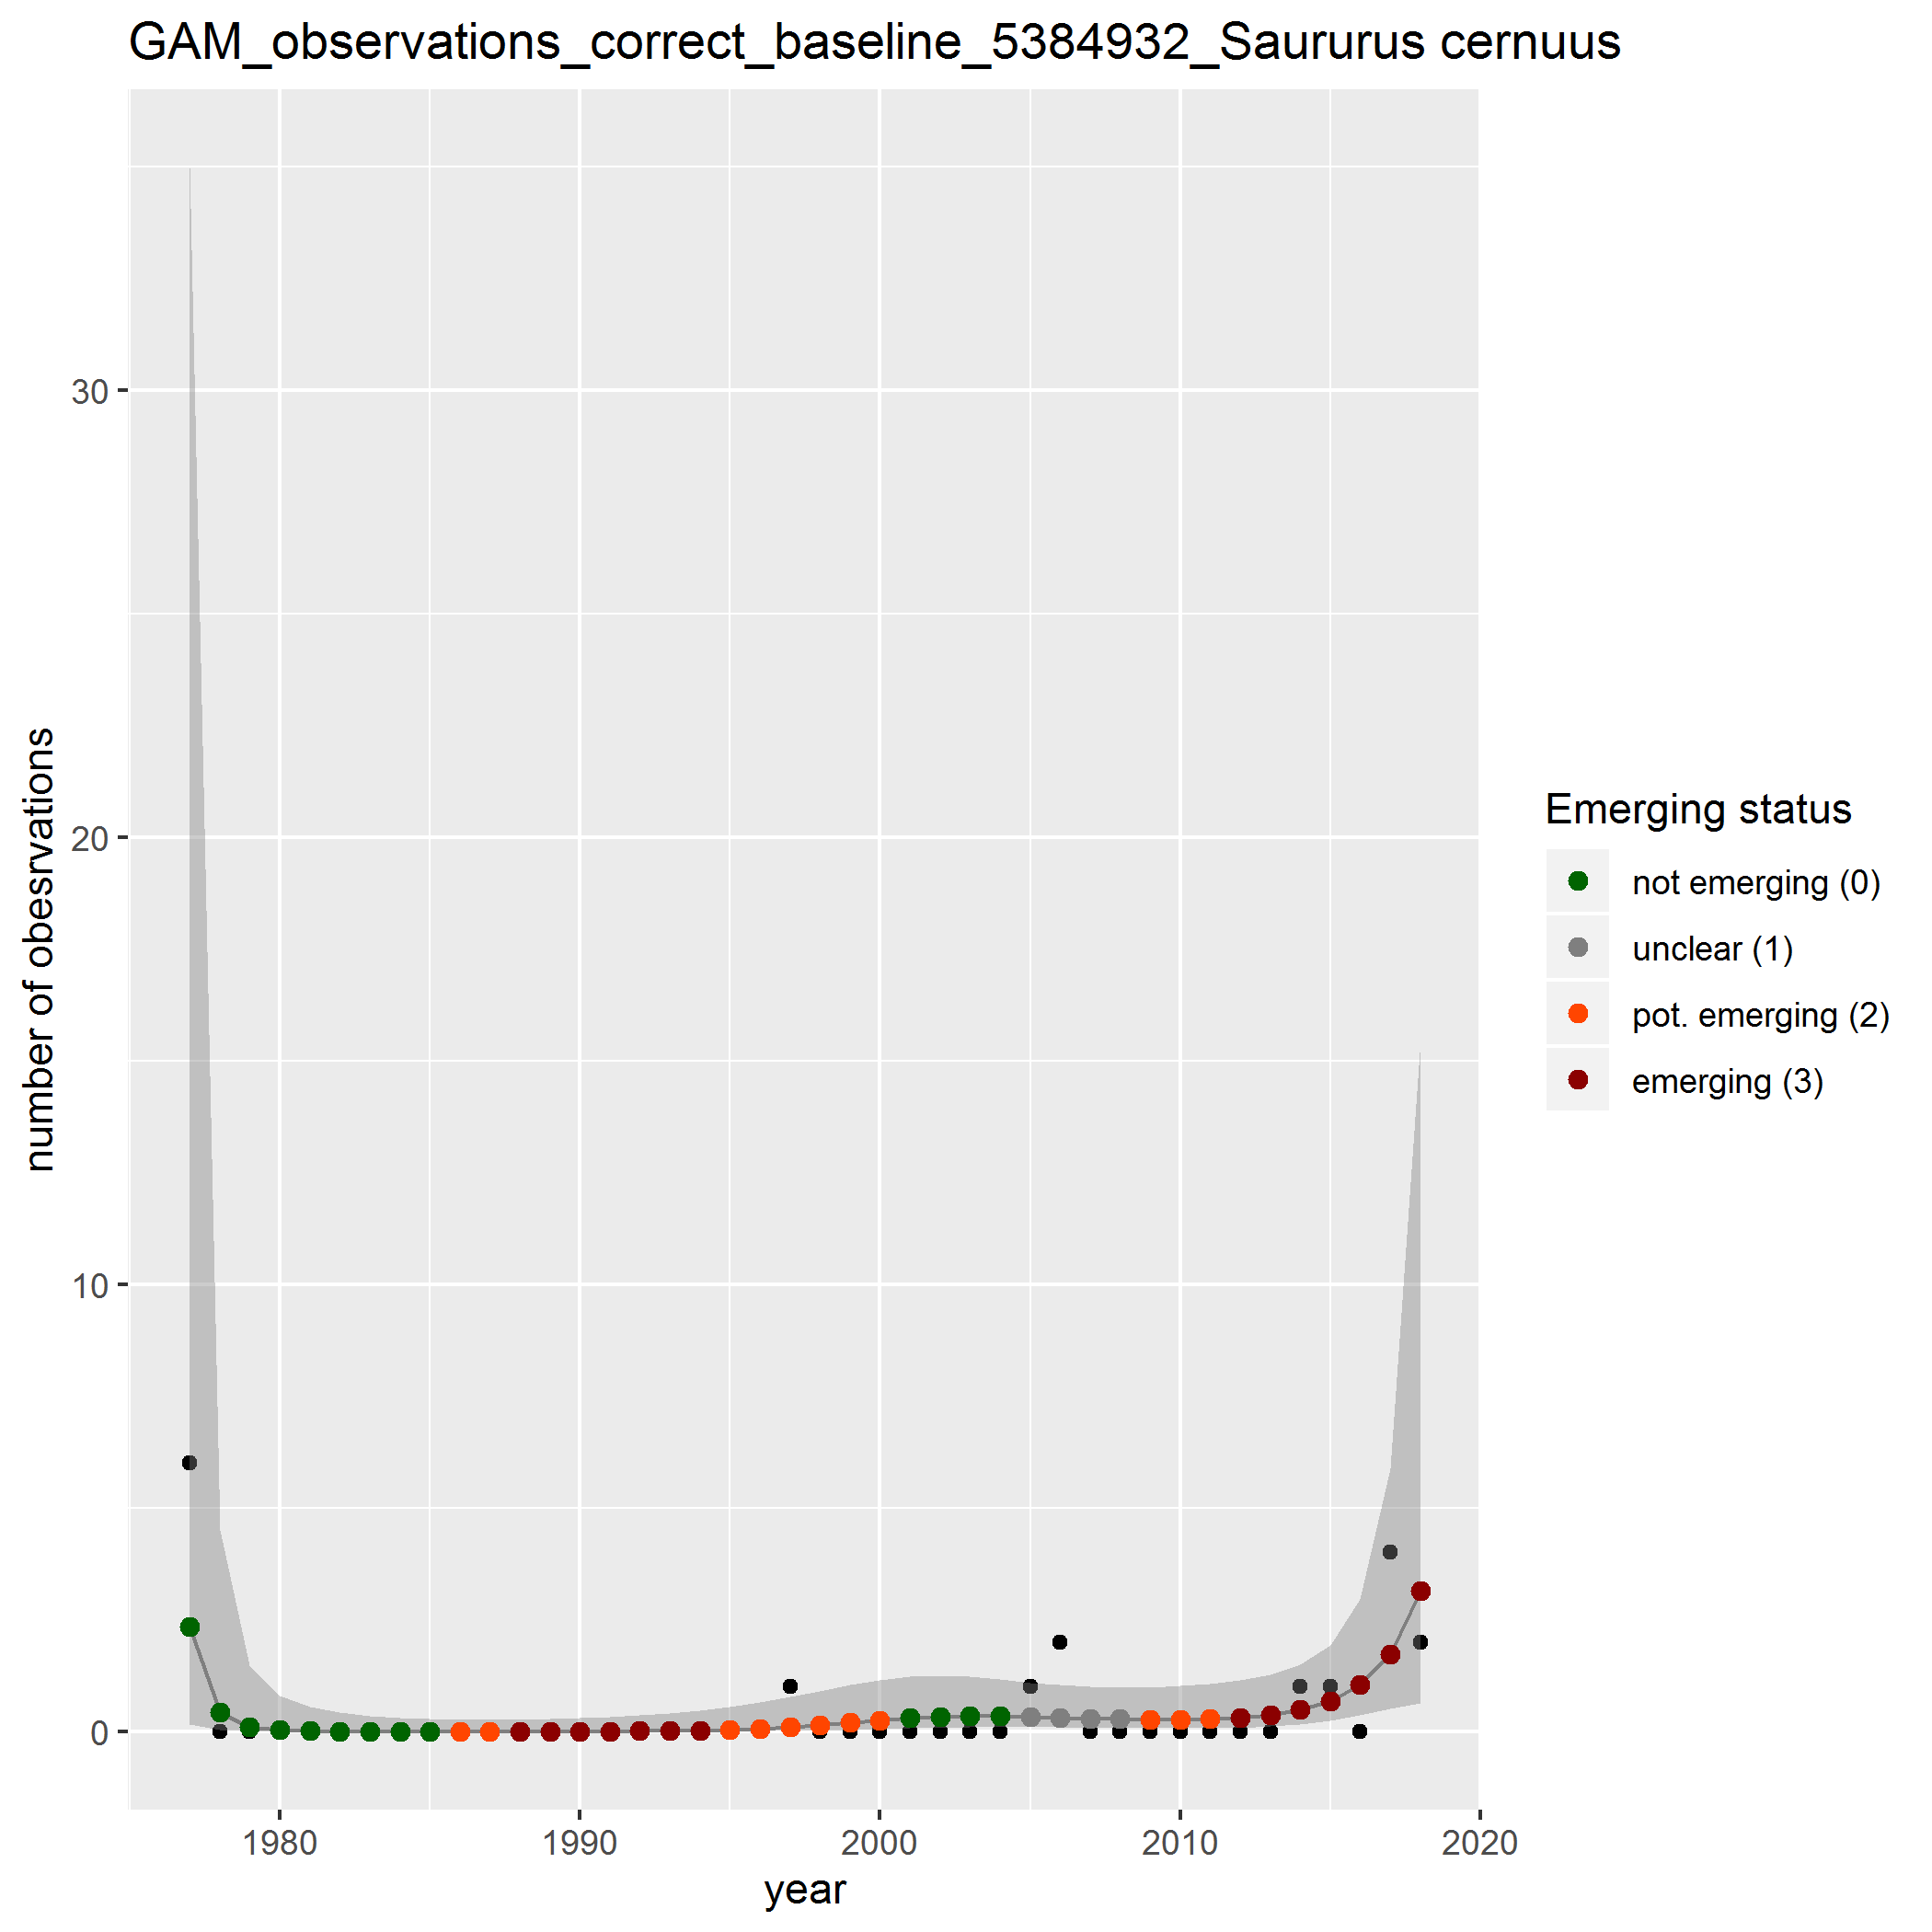 GAM_observations_correct_baseline_5384932_Saururus cernuus
number of obesrvations
30
20
10
0
1980
1990
2000
2010
2020
year
Emerging status
not emerging (0)
unclear (1)
pot. emerging (2)
emerging (3)